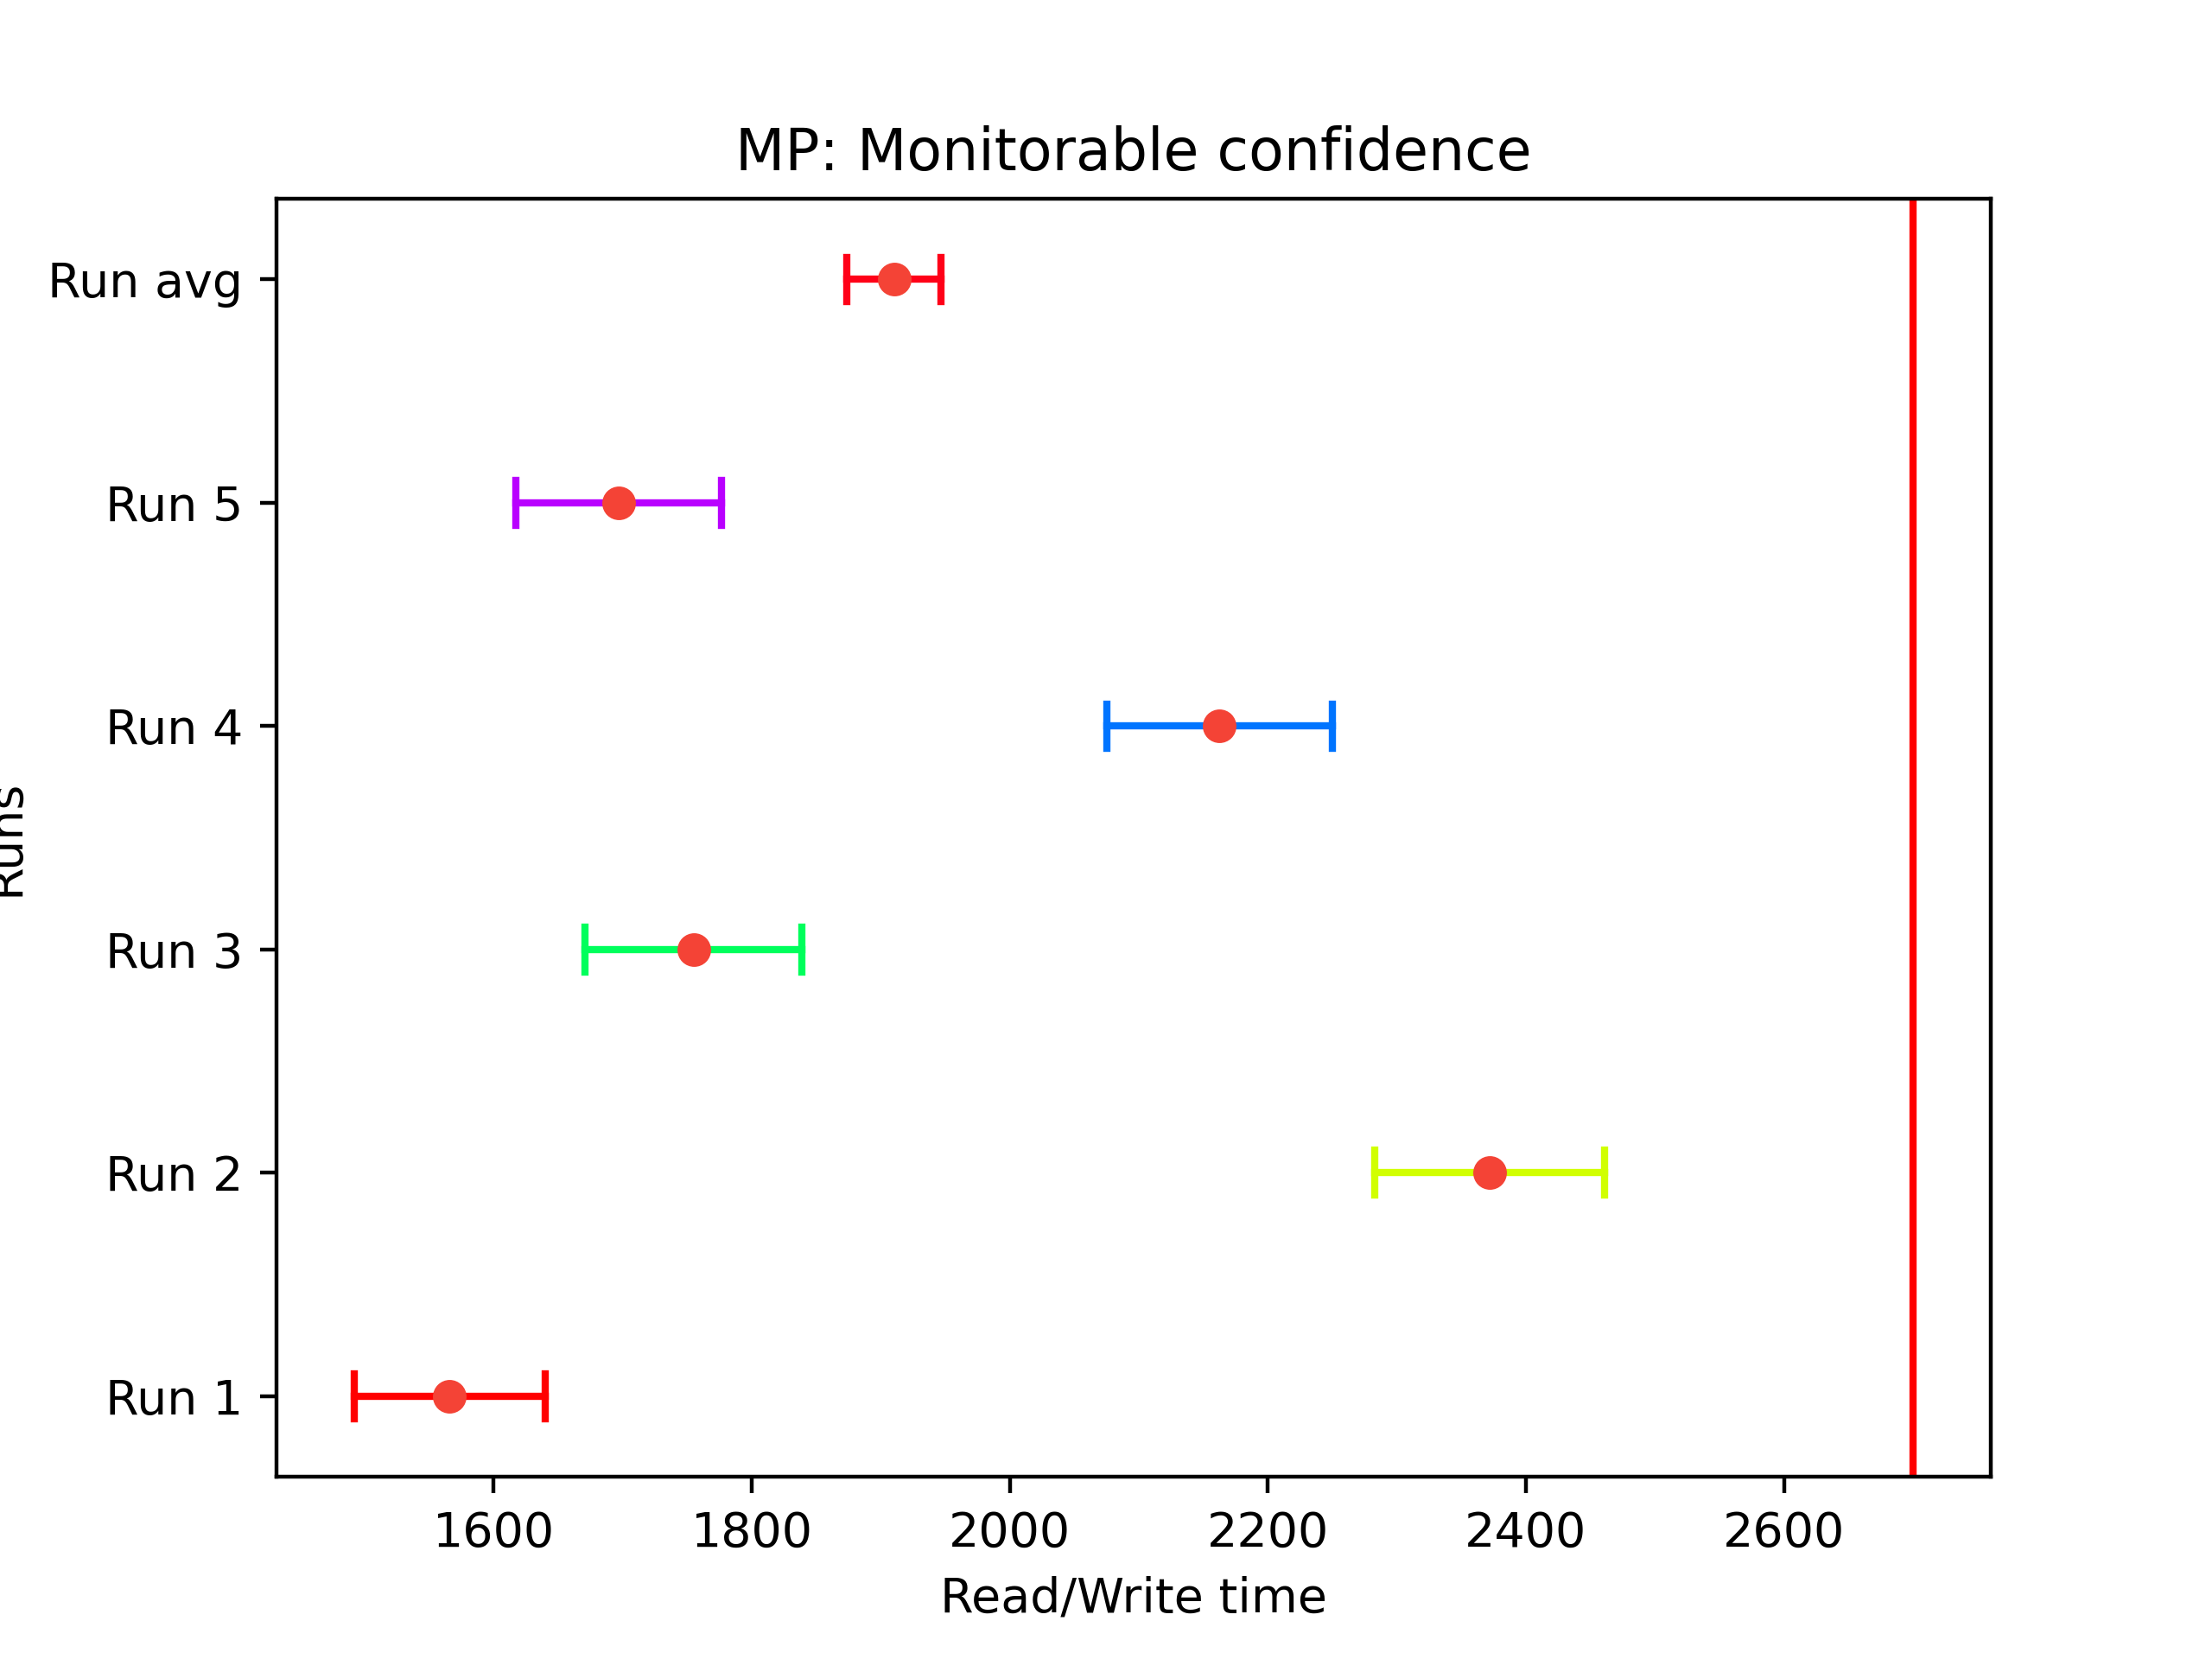 MP: Monitorable confidence
Run avg
Run 5
Run 4
Run 3
Run 2
Run 1
Runs
1600 1800 2000 2200 2400 2600
Read/Write time